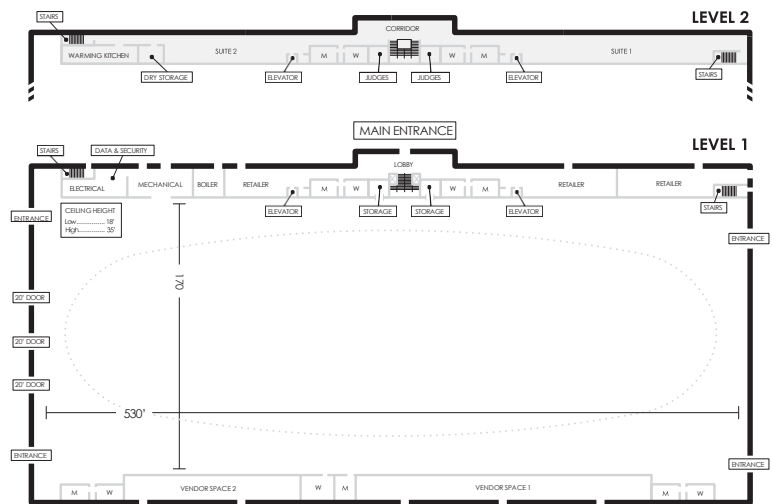 LEVEL 2
STAIRS
CORRIDOR
WARMING KITCHEN
SUITE 2
M
W
SUITE 1
W
M
DRY STORAGE
ELEVATOR
JUDGES
JUDGES
ELEVATOR
STAIRS
MAIN ENTRANCE
LEVEL 1
STAIRS
DATA & SECURITY
LOBBY
ELECTRICAL
MECHANICAL
BOILER
RETAILER
M
W
W
M
RETAILER
RETAILER
ELEVATOR
STORAGE
STORAGE
ELEVATOR
STAIRS
CEILING HEIGHT
Low............... 18'
High.............. 35'
ENTRANCE
ENTRANCE
170
20' DOOR
20' DOOR
20' DOOR
530'
ENTRANCE
ENTRANCE
M
W
VENDOR SPACE 2
W
M
VENDOR SPACE 1
M
W